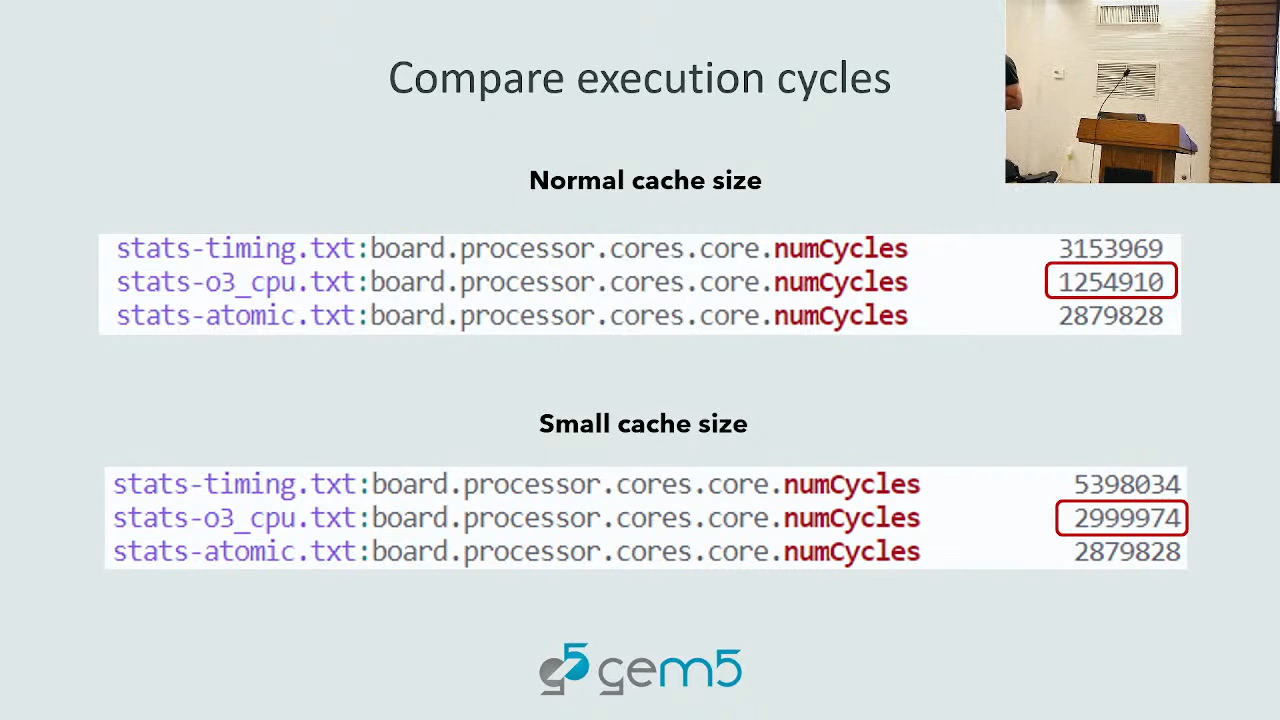 Compare execution cycles
Normal cache size
stats-timing.txt:board.processor.cores.core.numCycles 3153969
stats-o3_cpu.txt:board.processor.cores.core.numCycles 1254910
stats-atomic.txt:board.processor.cores.core.numCycles 2879828
Small cache size
stats-timing.txt:board.processor.cores.core.numCycles 5398034
stats-o3_cpu.txt:board.processor.cores.core.numCycles 2999974
stats-atomic.txt:board.processor.cores.core.numCycles 2879828
g5 gem5